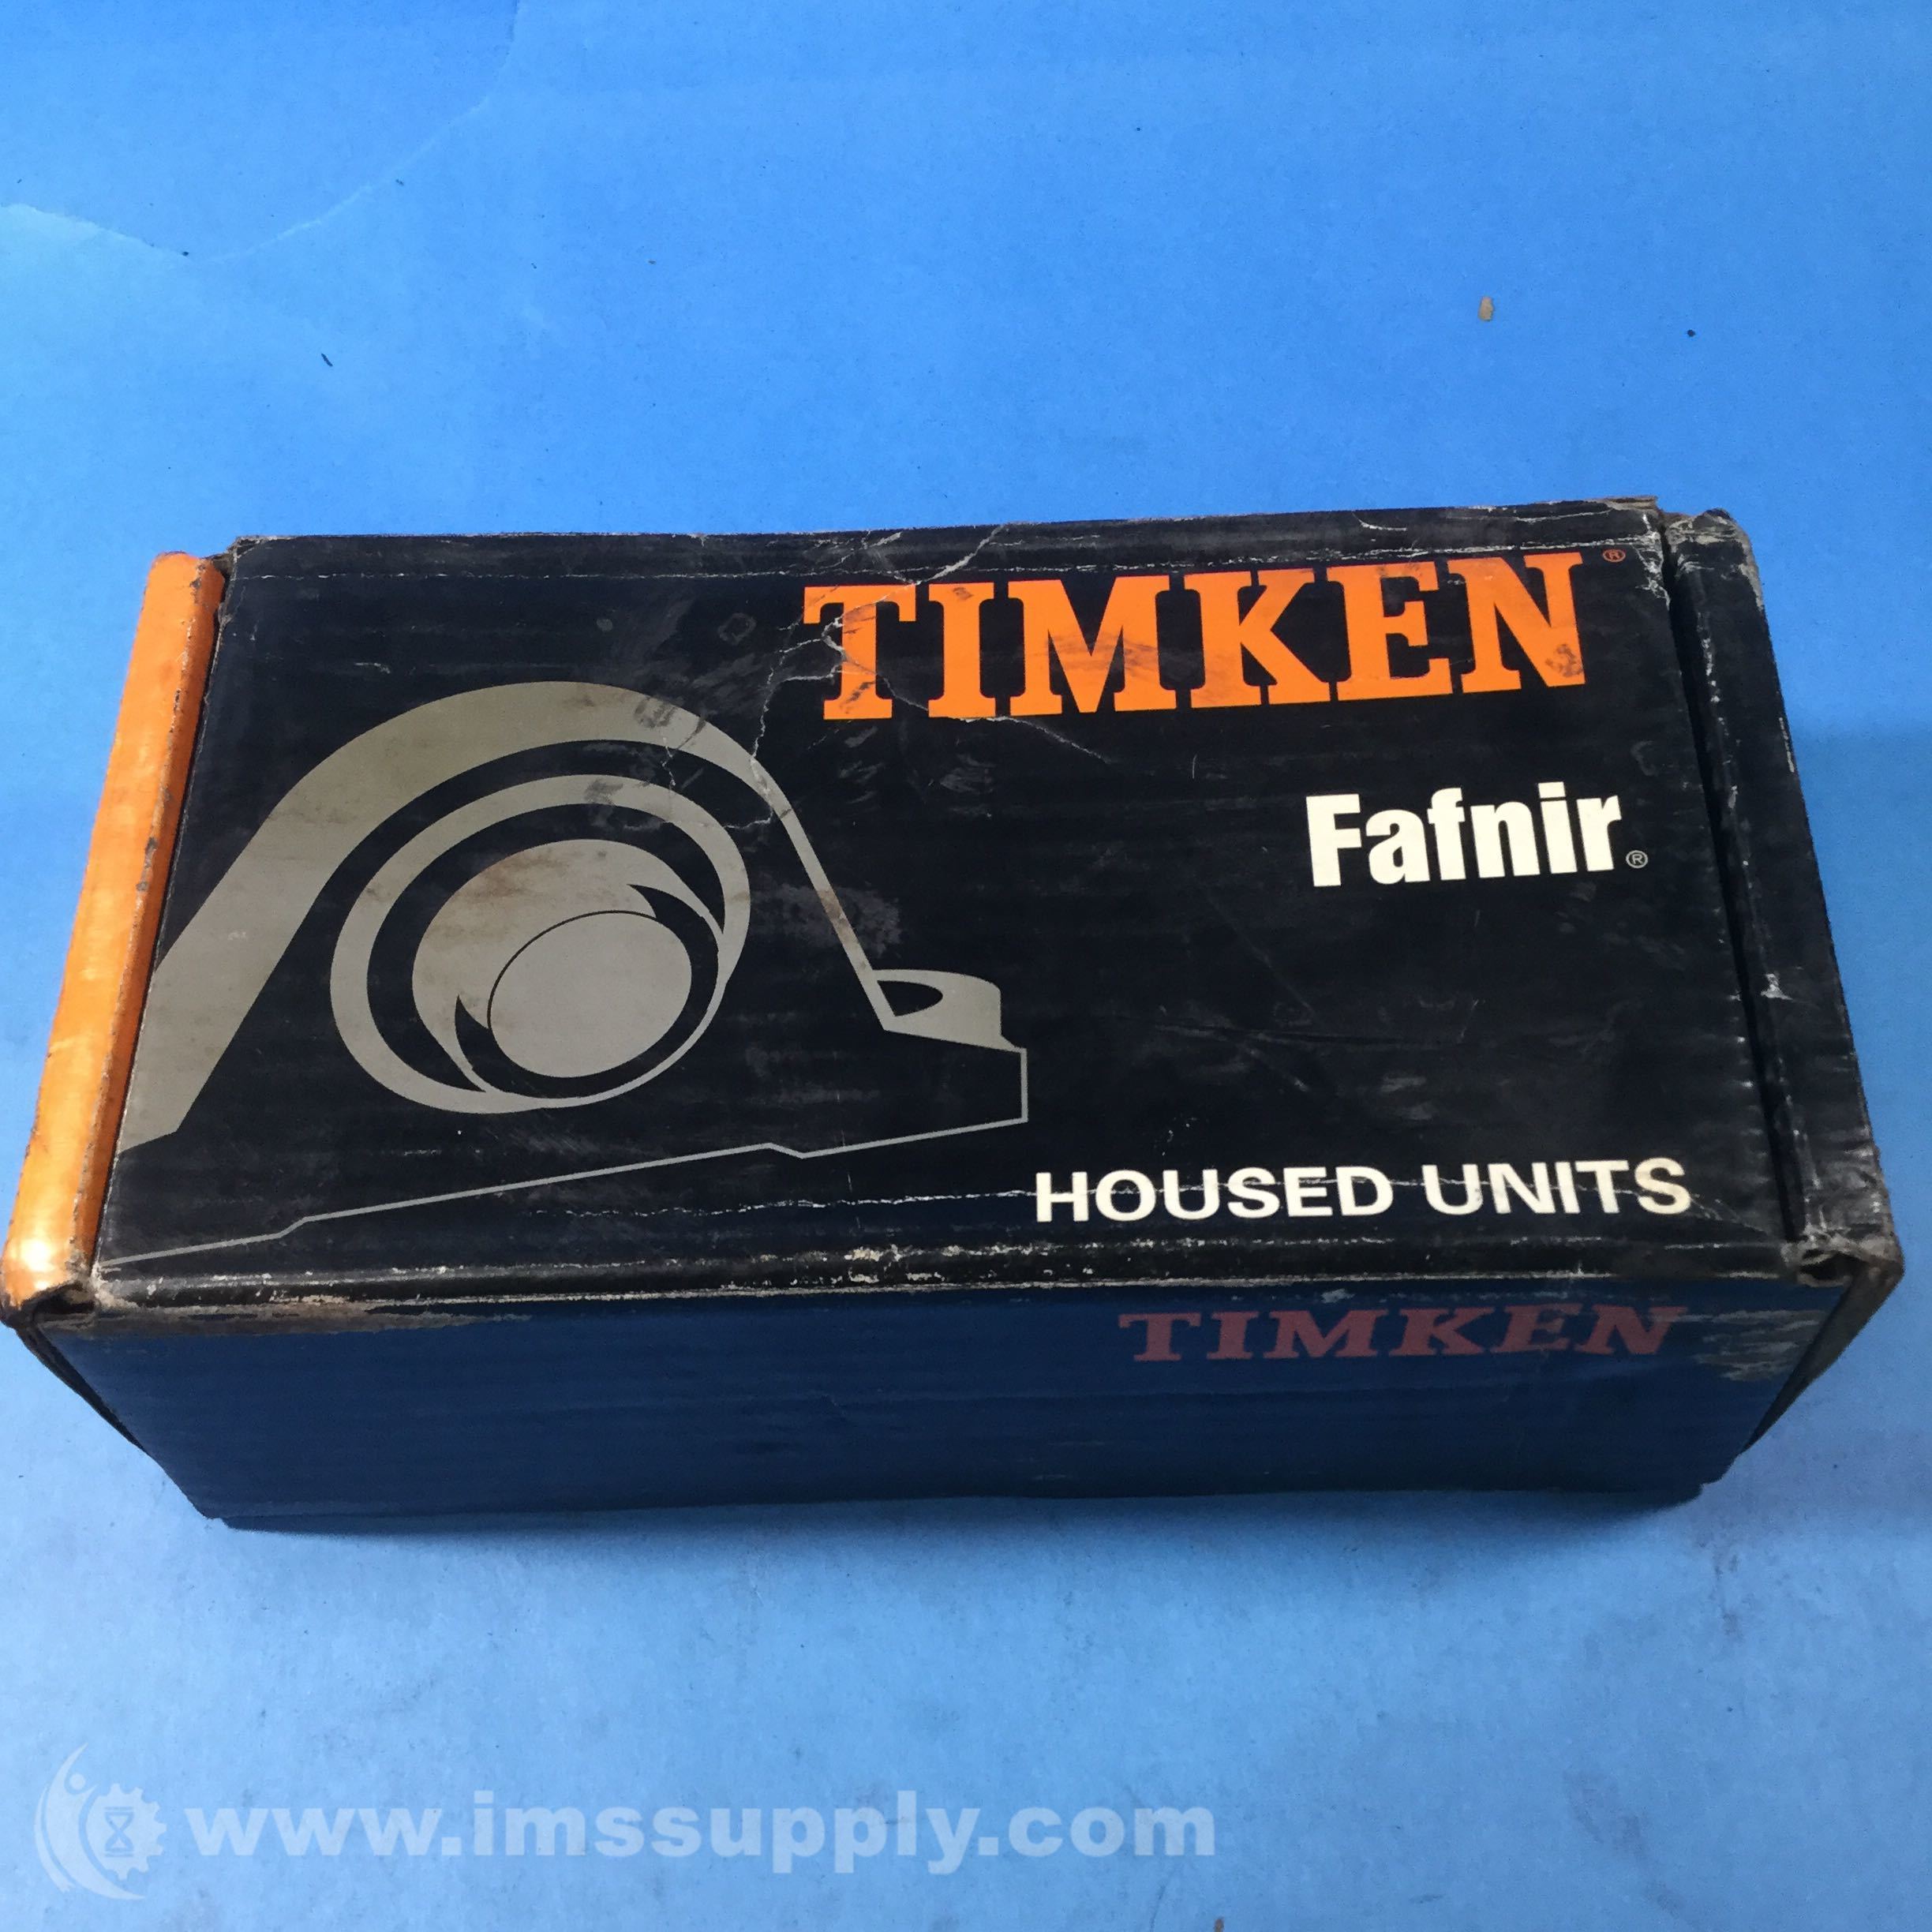 TIMKEN®
Fafnir®
HOUSED UNITS
TIMKEN
www.imssupply.com